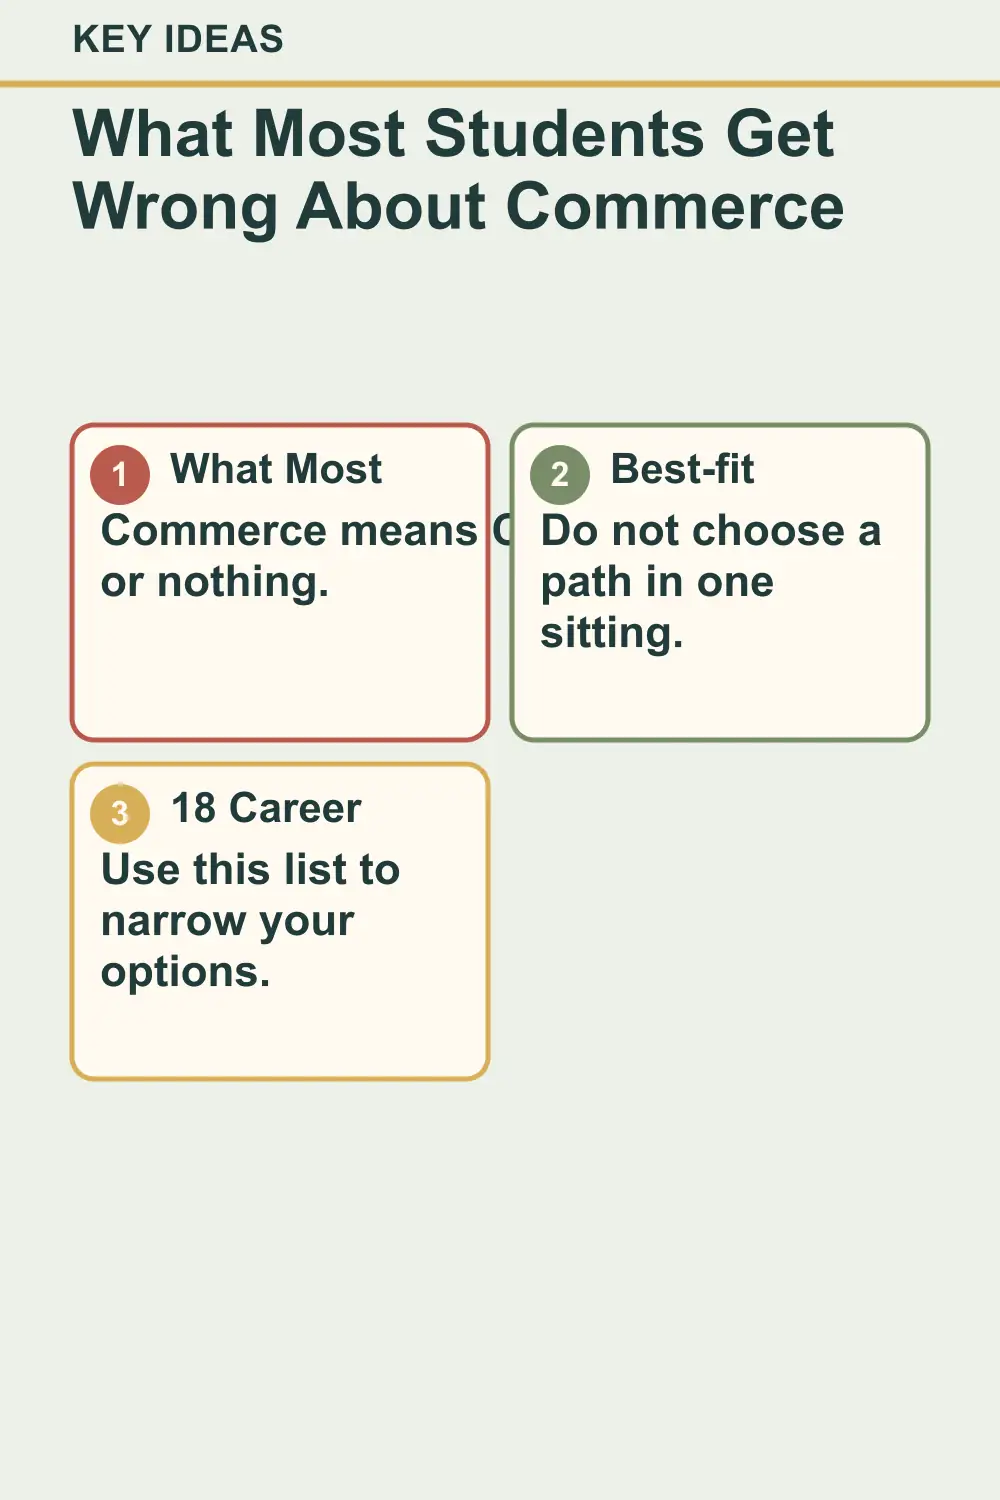 KEY IDEAS
What Most Students Get
Wrong About Commerce
1 What Most
Commerce means
or nothing.
2 Best-fit
Do not choose a
path in one
sitting.
3 18 Career
Use this list to
narrow your
options.